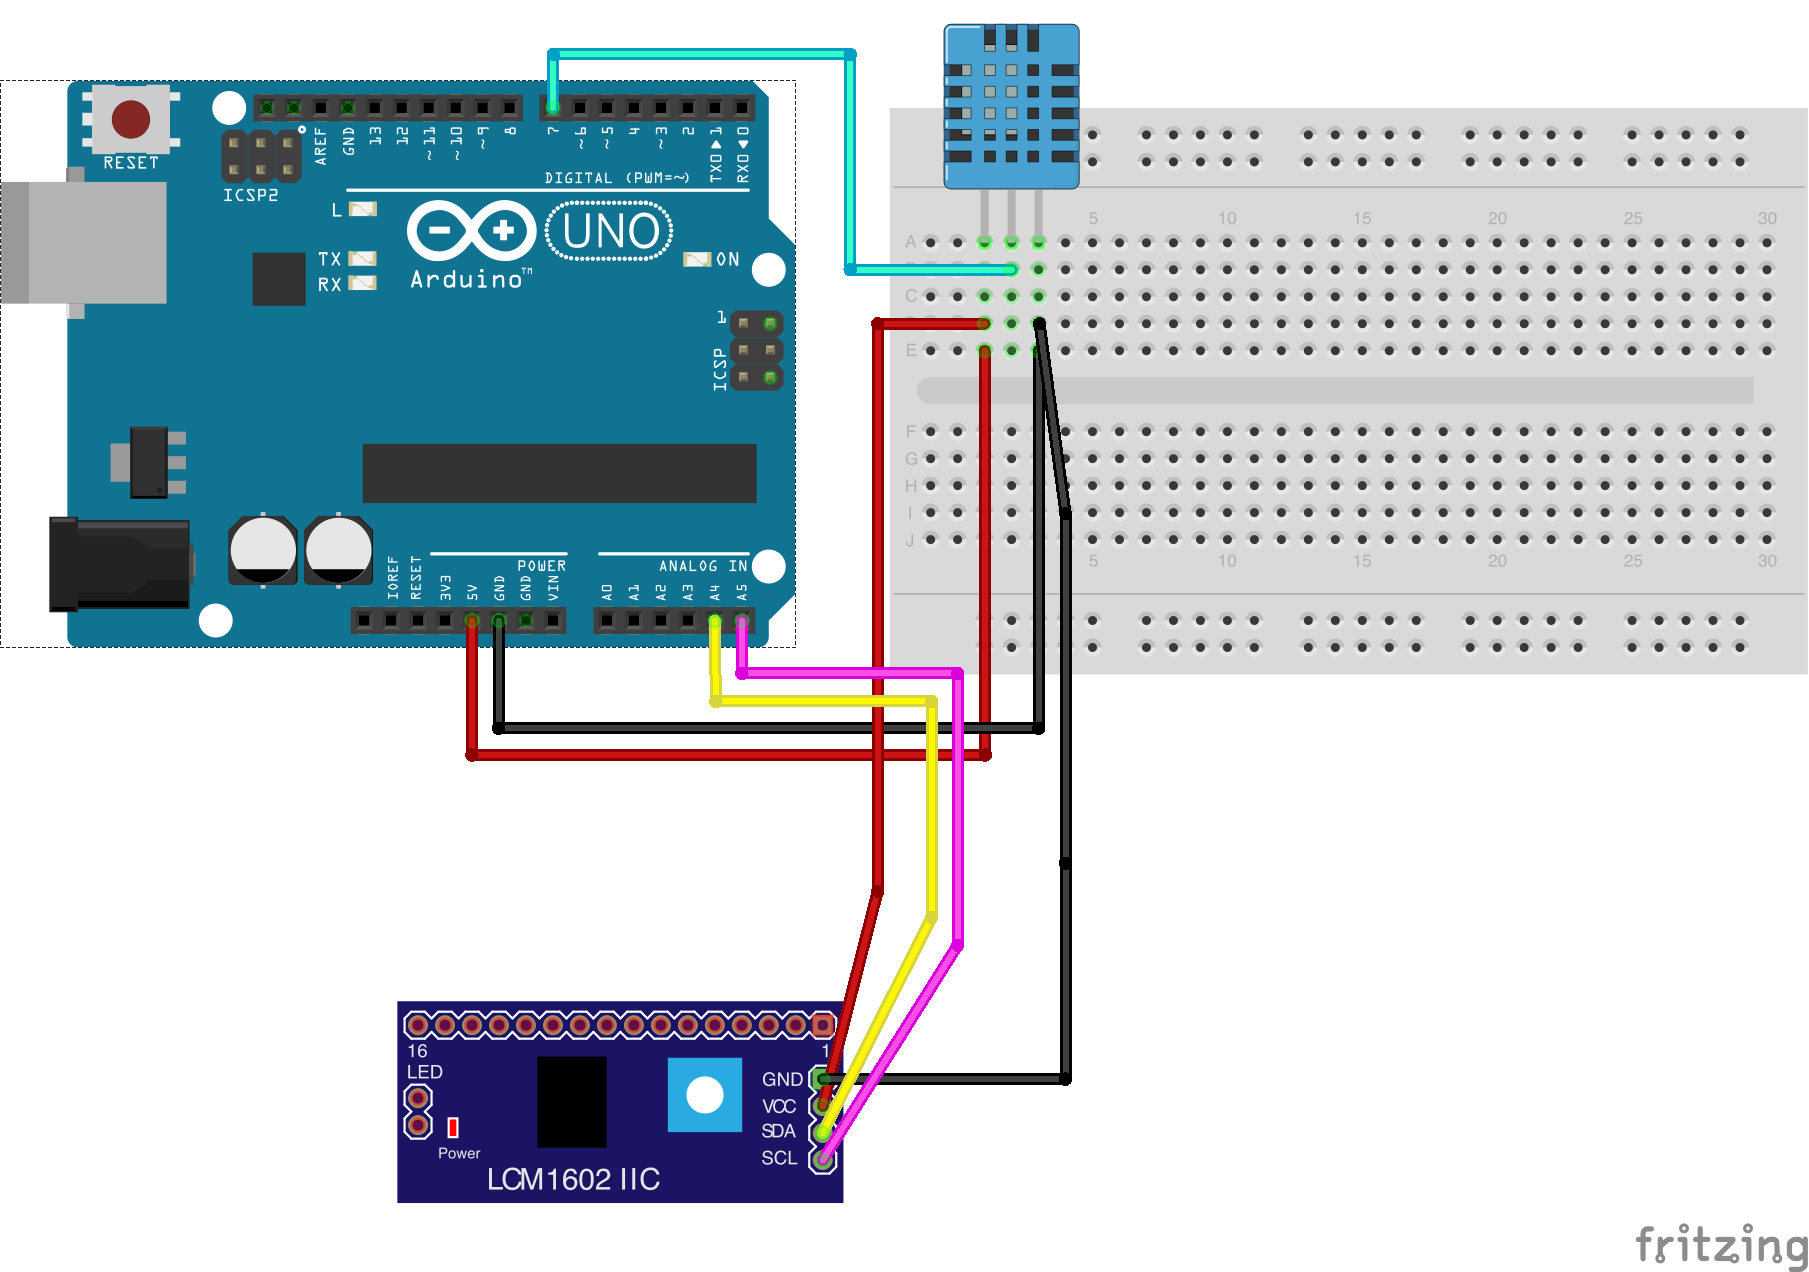 RESET
ICSP2
AREF
GND
13
12
~11
~10
~9
8
7
~6
~5
4
~3
2
TX0▶1
RX0◀0
DIGITAL (PWM=~)
L
TX
RX
UNO
Arduino™
ON
1
ICSP
IOREF
RESET
3V3
5V
GND
GND
VIN
POWER
A0
A1
A2
A3
A4
A5
ANALOG IN
5 10 15 20 25 30
A
C
E
F
G
H
I
J
5 10 15 20 25 30
16
1
LED
GND
VCC
SDA
SCL
Power
LCM1602 IIC
fritzing